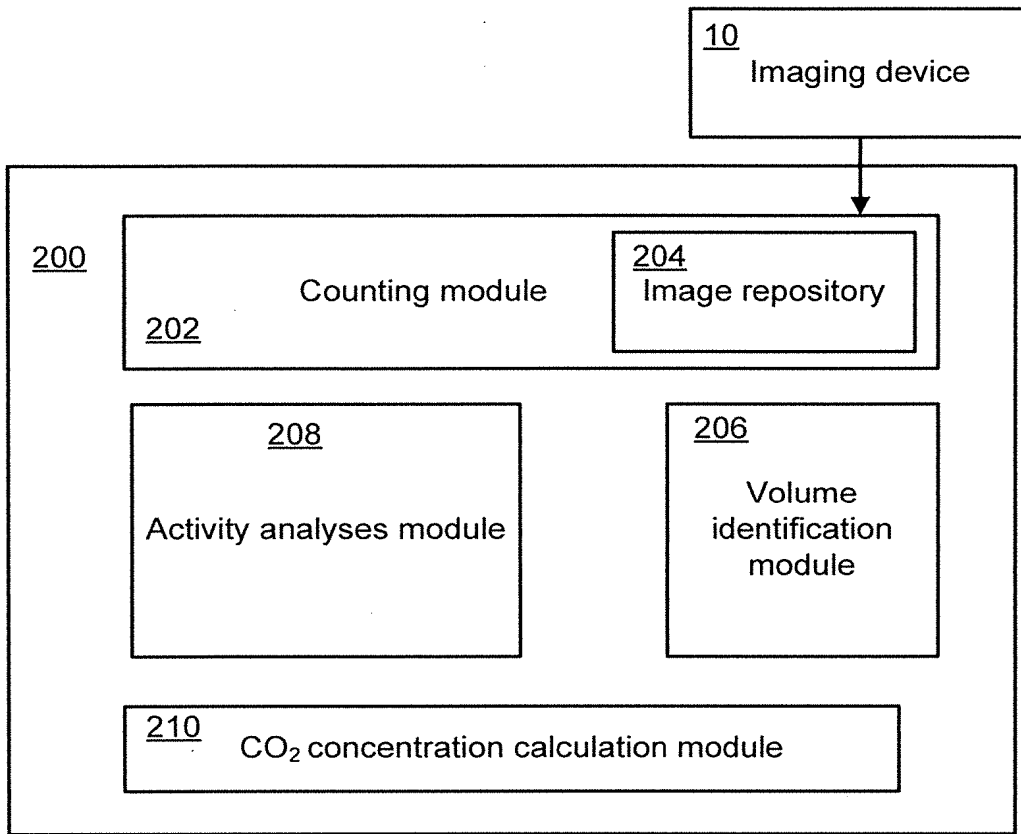 10
Imaging device
200
204
Counting module
Image repository
202
208
206
Activity analyses module
Volume
identification
module
210
CO₂ concentration calculation module